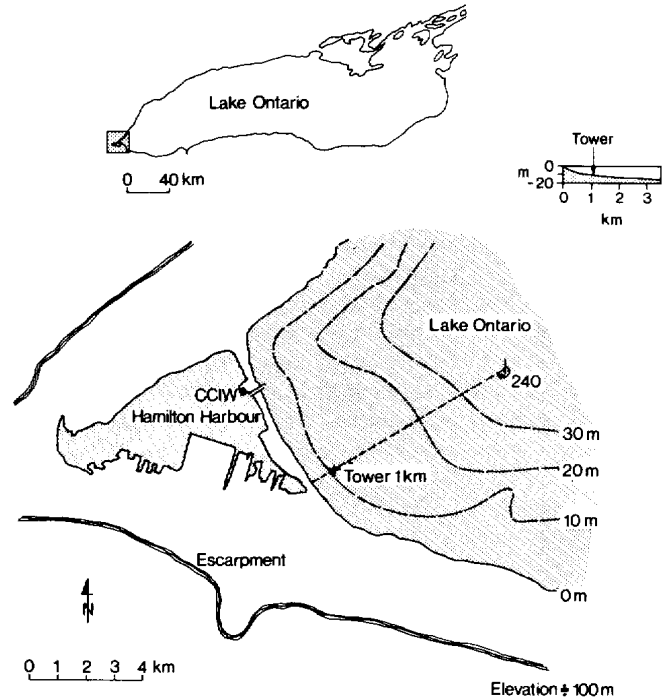 Lake Ontario
0 40 km
Tower
m 0
-20
0 1 2 3
km
Lake Ontario
240
CCIW
Hamilton Harbour
30 m
20 m
Tower 1km
10 m
Escarpment
0 m
N
0 1 2 3 4 km
Elevation ± 100 m